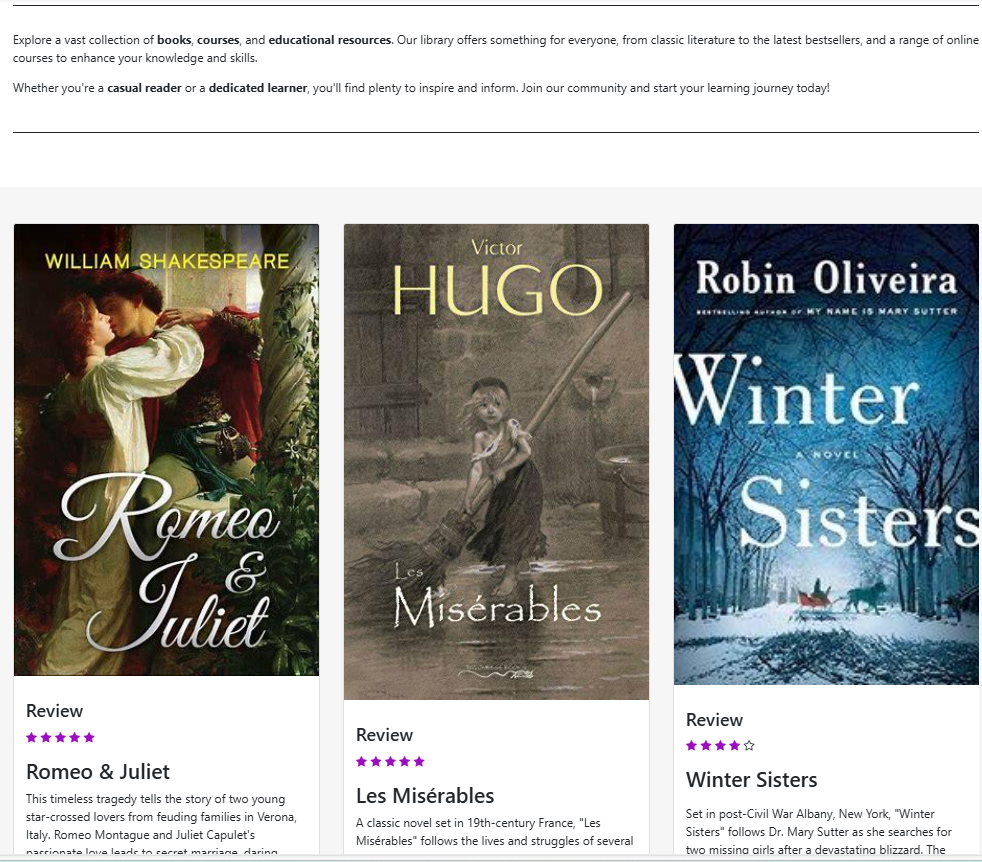 Explore a vast collection of books, courses, and educational resources. Our library offers something for everyone, from classic literature to the latest bestsellers, and a range of online
courses to enhance your knowledge and skills.
Whether you're a casual reader or a dedicated learner, you'll find plenty to inspire and inform. Join our community and start your learning journey today!
WILLIAM SHAKESPEARE
Romeo
&
Juliet
Review
Romeo & Juliet
This timeless tragedy tells the story of two young
star-crossed lovers from feuding families in Verona,
Italy. Romeo Montague and Juliet Capulet's
passionate love leads to secret marriage, daring
Victor
HUGO
Les
Misérables
Review
Les Misérables
A classic novel set in 19th-century France, "Les
Misérables" follows the lives and struggles of several
Robin Oliveira
BESTSELLING AUTHOR OF MY NAME IS MARY SUTTER
Winter
A NOVEL
Sisters
Review
Winter Sisters
Set in post-Civil War Albany, New York, "Winter
Sisters" follows Dr. Mary Sutter as she searches for
two missing girls after a devastating blizzard. The